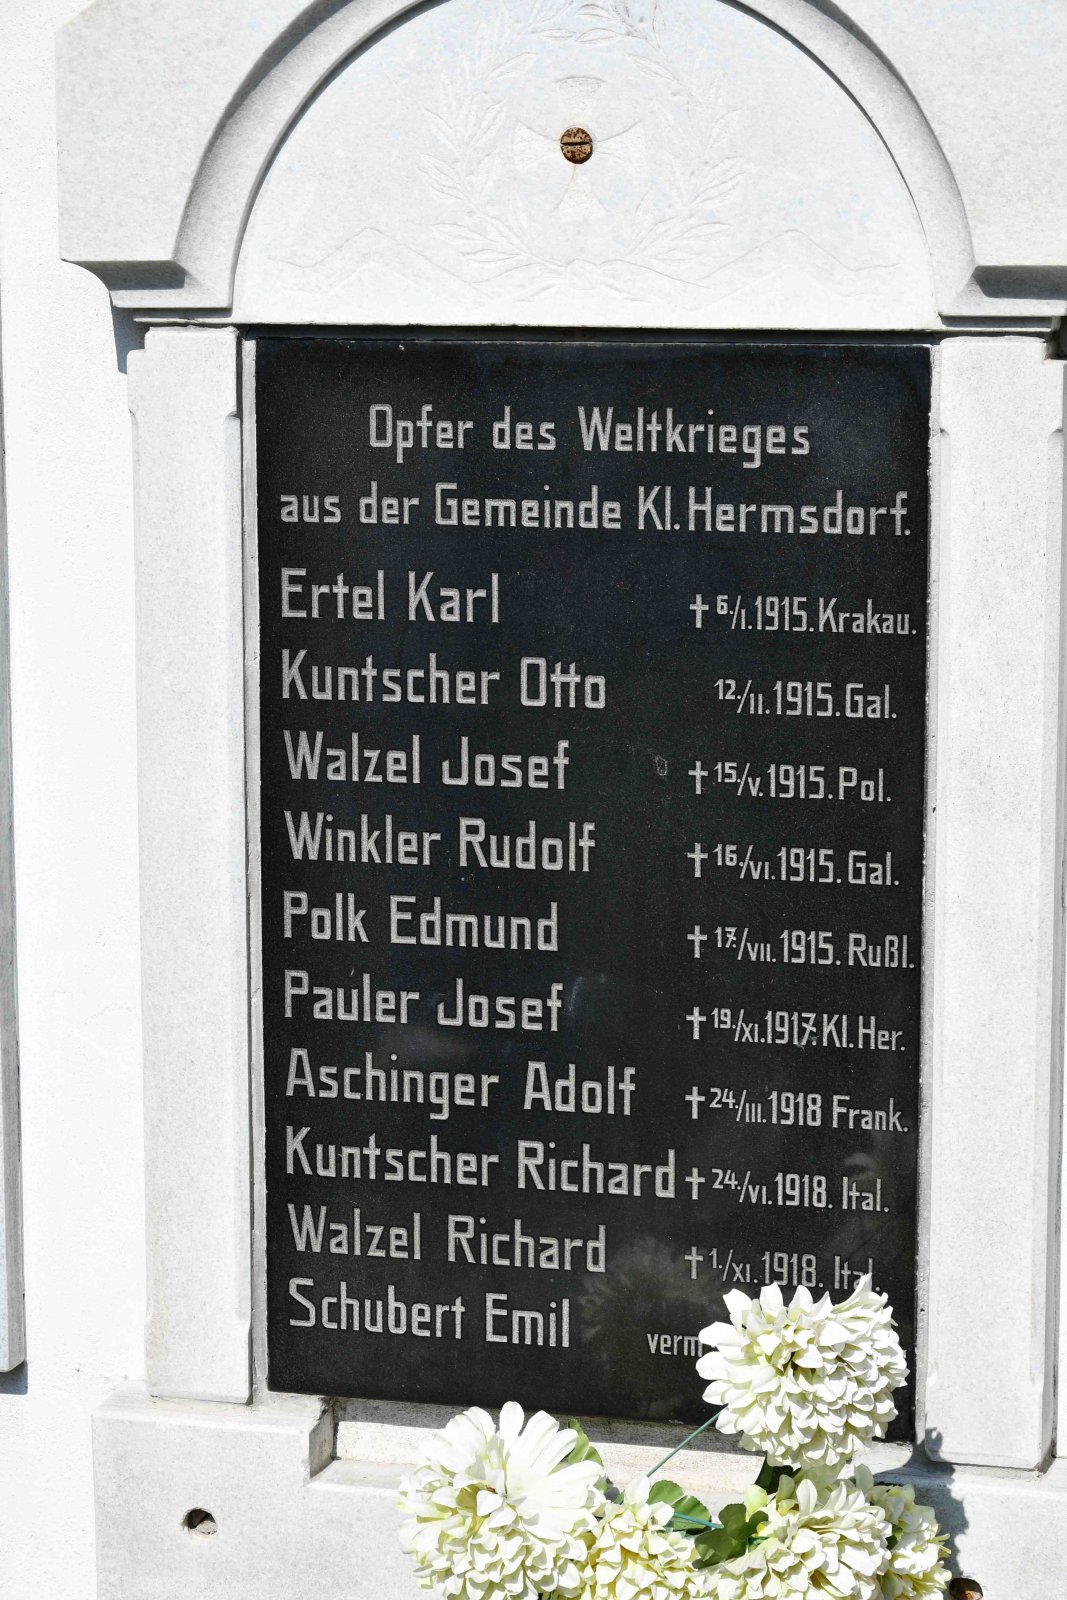 Opfer des Weltkrieges
aus der Gemeinde Kl. Hermsdorf.
Ertel Karl † 6./I. 1915. Krakau.
Kuntscher Otto 12./II. 1915. Gal.
Walzel Josef † 15./V. 1915. Pol.
Winkler Rudolf † 16./VI. 1915. Gal.
Polk Edmund † 17./VII. 1915. Rußl.
Pauler Josef † 19./XI. 1917. Kl. Her.
Aschinger Adolf † 24./III. 1918 Frank.
Kuntscher Richard † 24./VI. 1918. Ital.
Walzel Richard † 1./XI. 1918. Ital.
Schubert Emil verm